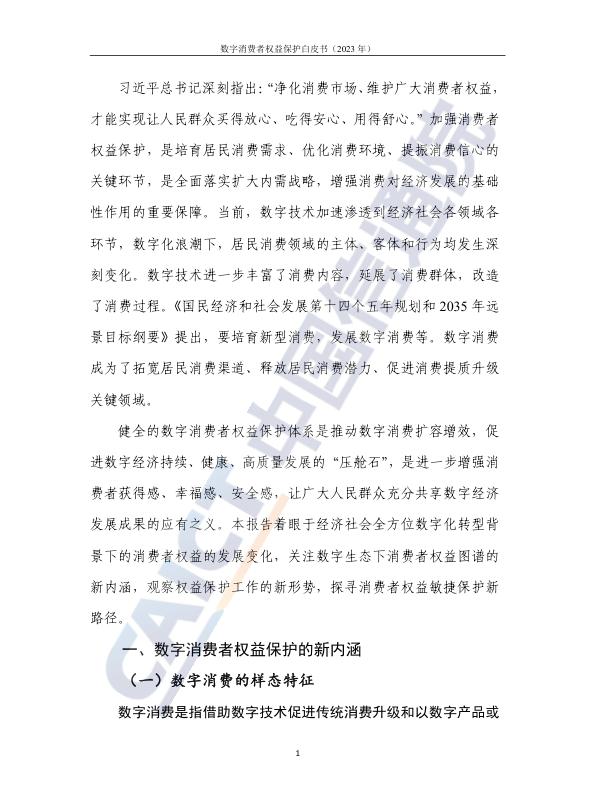 数字消费者权益保护白皮书（2023 年）
习近平总书记深刻指出：“净化消费市场、维护广大消费者权益，
才能实现让人民群众买得放心、吃得安心、用得舒心。”加强消费者
权益保护，是培育居民消费需求、优化消费环境、提振消费信心的
关键环节，是全面落实扩大内需战略，增强消费对经济发展的基础
性作用的重要保障。当前，数字技术加速渗透到经济社会各领域各
环节，数字化浪潮下，居民消费领域的主体、客体和行为均发生深
刻变化。数字技术进一步丰富了消费内容，延展了消费群体，改造
了消费过程。《国民经济和社会发展第十四个五年规划和 2035 年远
景目标纲要》提出，要培育新型消费，发展数字消费等。数字消费
成为了拓宽居民消费渠道、释放居民消费潜力、促进消费提质升级
关键领域。
健全的数字消费者权益保护体系是推动数字消费扩容增效，促
进数字经济持续、健康、高质量发展的“压舱石”，是进一步增强消
费者获得感、幸福感、安全感，让广大人民群众充分共享数字经济
发展成果的应有之义。本报告着眼于经济社会全方位数字化转型背
景下的消费者权益的发展变化，关注数字生态下消费者权益图谱的
新内涵，观察权益保护工作的新形势，探寻消费者权益敏捷保护新
路径。
一、数字消费者权益保护的新内涵
（一）数字消费的样态特征
数字消费是指借助数字技术促进传统消费升级和以数字产品或
1
CAICT 中国信通院